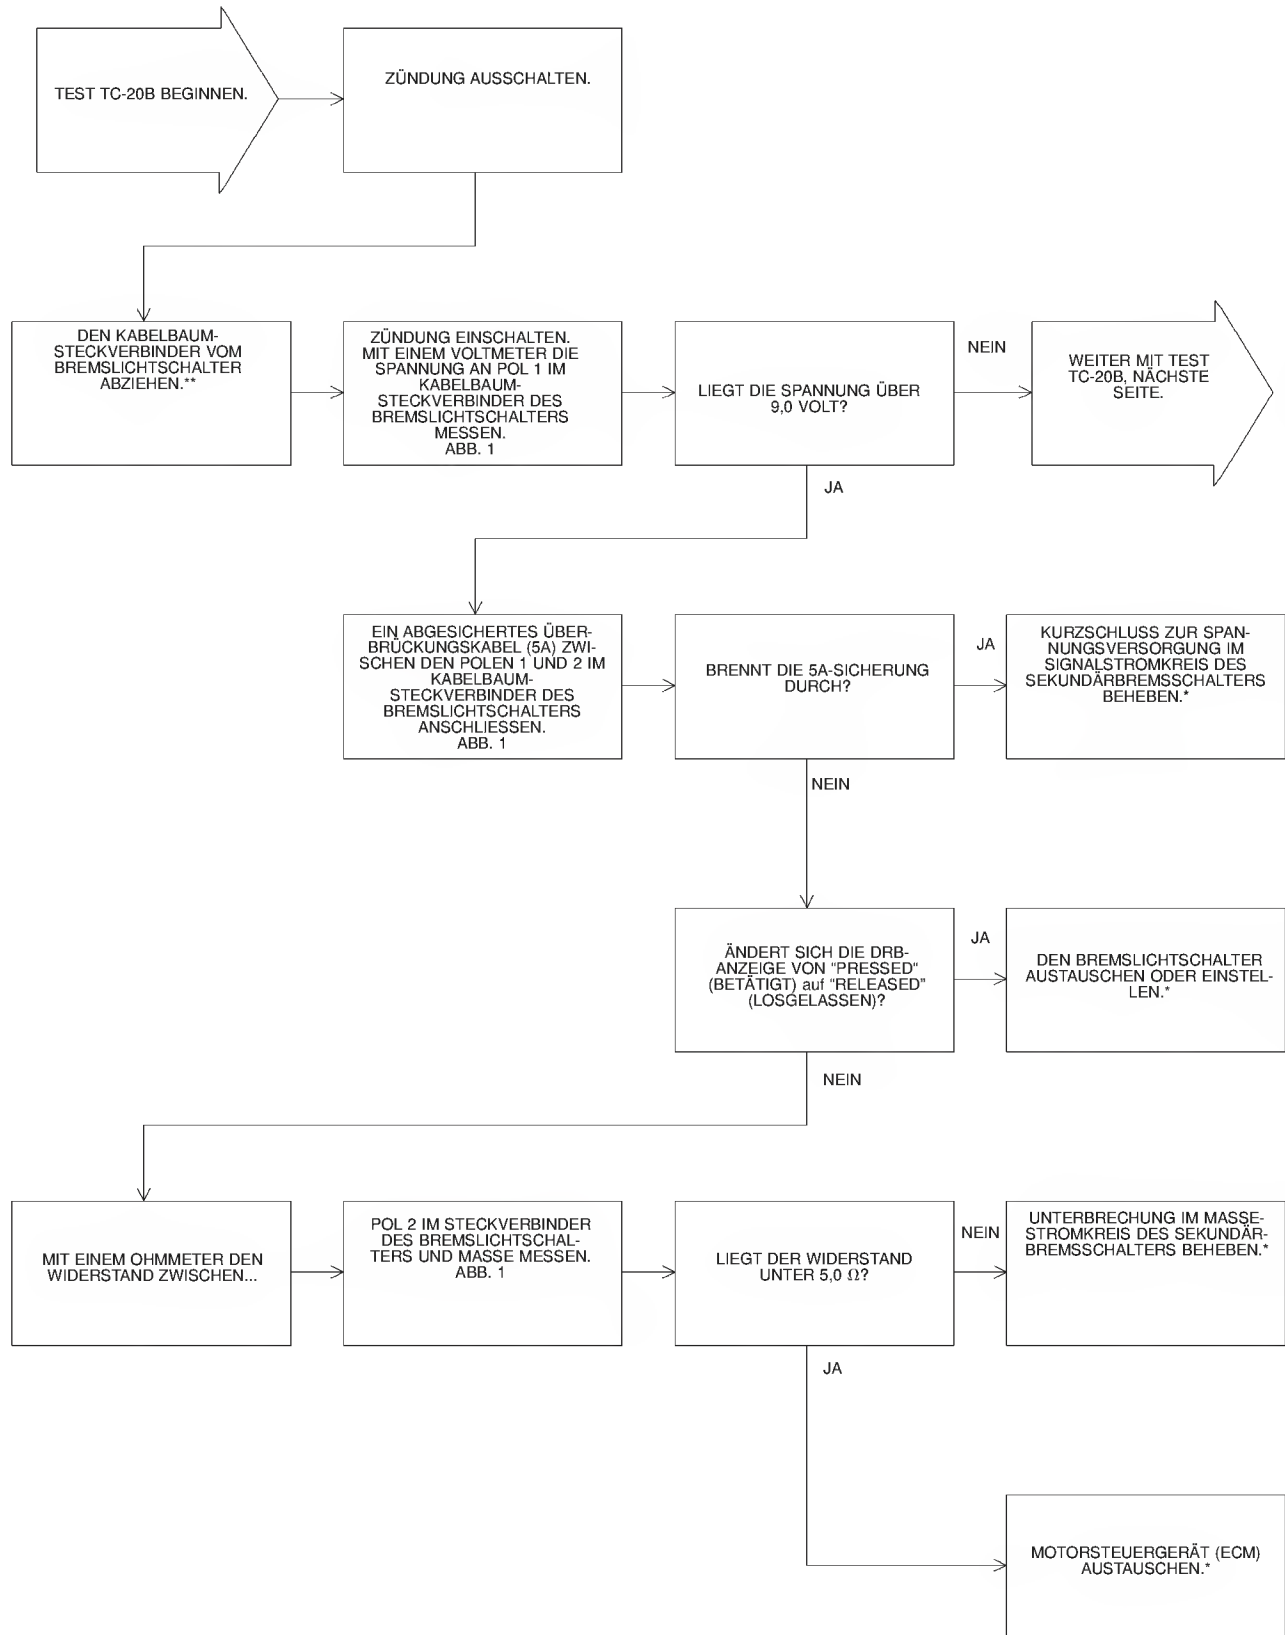 TEST TC-20B BEGINNEN.
ZÜNDUNG AUSSCHALTEN.
DEN KABELBAUM-
STECKVERBINDER VOM
BREMSLICHTSCHALTER
ABZIEHEN.**
ZÜNDUNG EINSCHALTEN.
MIT EINEM VOLTMETER DIE
SPANNUNG AN POL 1 IM
KABELBAUM-
STECKVERBINDER DES
BREMSLICHTSCHALTERS
MESSEN.
ABB. 1
LIEGT DIE SPANNUNG ÜBER
9,0 VOLT?
NEIN
WEITER MIT TEST
TC-20B, NÄCHSTE
SEITE.
JA
EIN ABGESICHERTES ÜBER-
BRÜCKUNGSKABEL (5A) ZWI-
SCHEN DEN POLEN 1 UND 2 IM
KABELBAUM-
STECKVERBINDER DES
BREMSLICHTSCHALTERS
ANSCHLIESSEN.
ABB. 1
BRENNT DIE 5A-SICHERUNG
DURCH?
JA
KURZSCHLUSS ZUR SPAN-
NUNGSVERSORGUNG IM
SIGNALSTROMKREIS DES
SEKUNDÄRBREMSSCHALTERS
BEHEBEN.*
NEIN
ÄNDERT SICH DIE DRB-
ANZEIGE VON "PRESSED"
(BETÄTIGT) auf "RELEASED"
(LOSGELASSEN)?
JA
DEN BREMSLICHTSCHALTER
AUSTAUSCHEN ODER EINSTEL-
LEN.*
NEIN
MIT EINEM OHMMETER DEN
WIDERSTAND ZWISCHEN...
POL 2 IM STECKVERBINDER
DES BREMSLICHTSCHAL-
TERS UND MASSE MESSEN.
ABB. 1
LIEGT DER WIDERSTAND
UNTER 5,0 Ω?
NEIN
UNTERBRECHUNG IM MASSE-
STROMKREIS DES SEKUNDÄR-
BREMSSCHALTERS BEHEBEN.*
JA
MOTORSTEUERGERÄT (ECM)
AUSTAUSCHEN.*